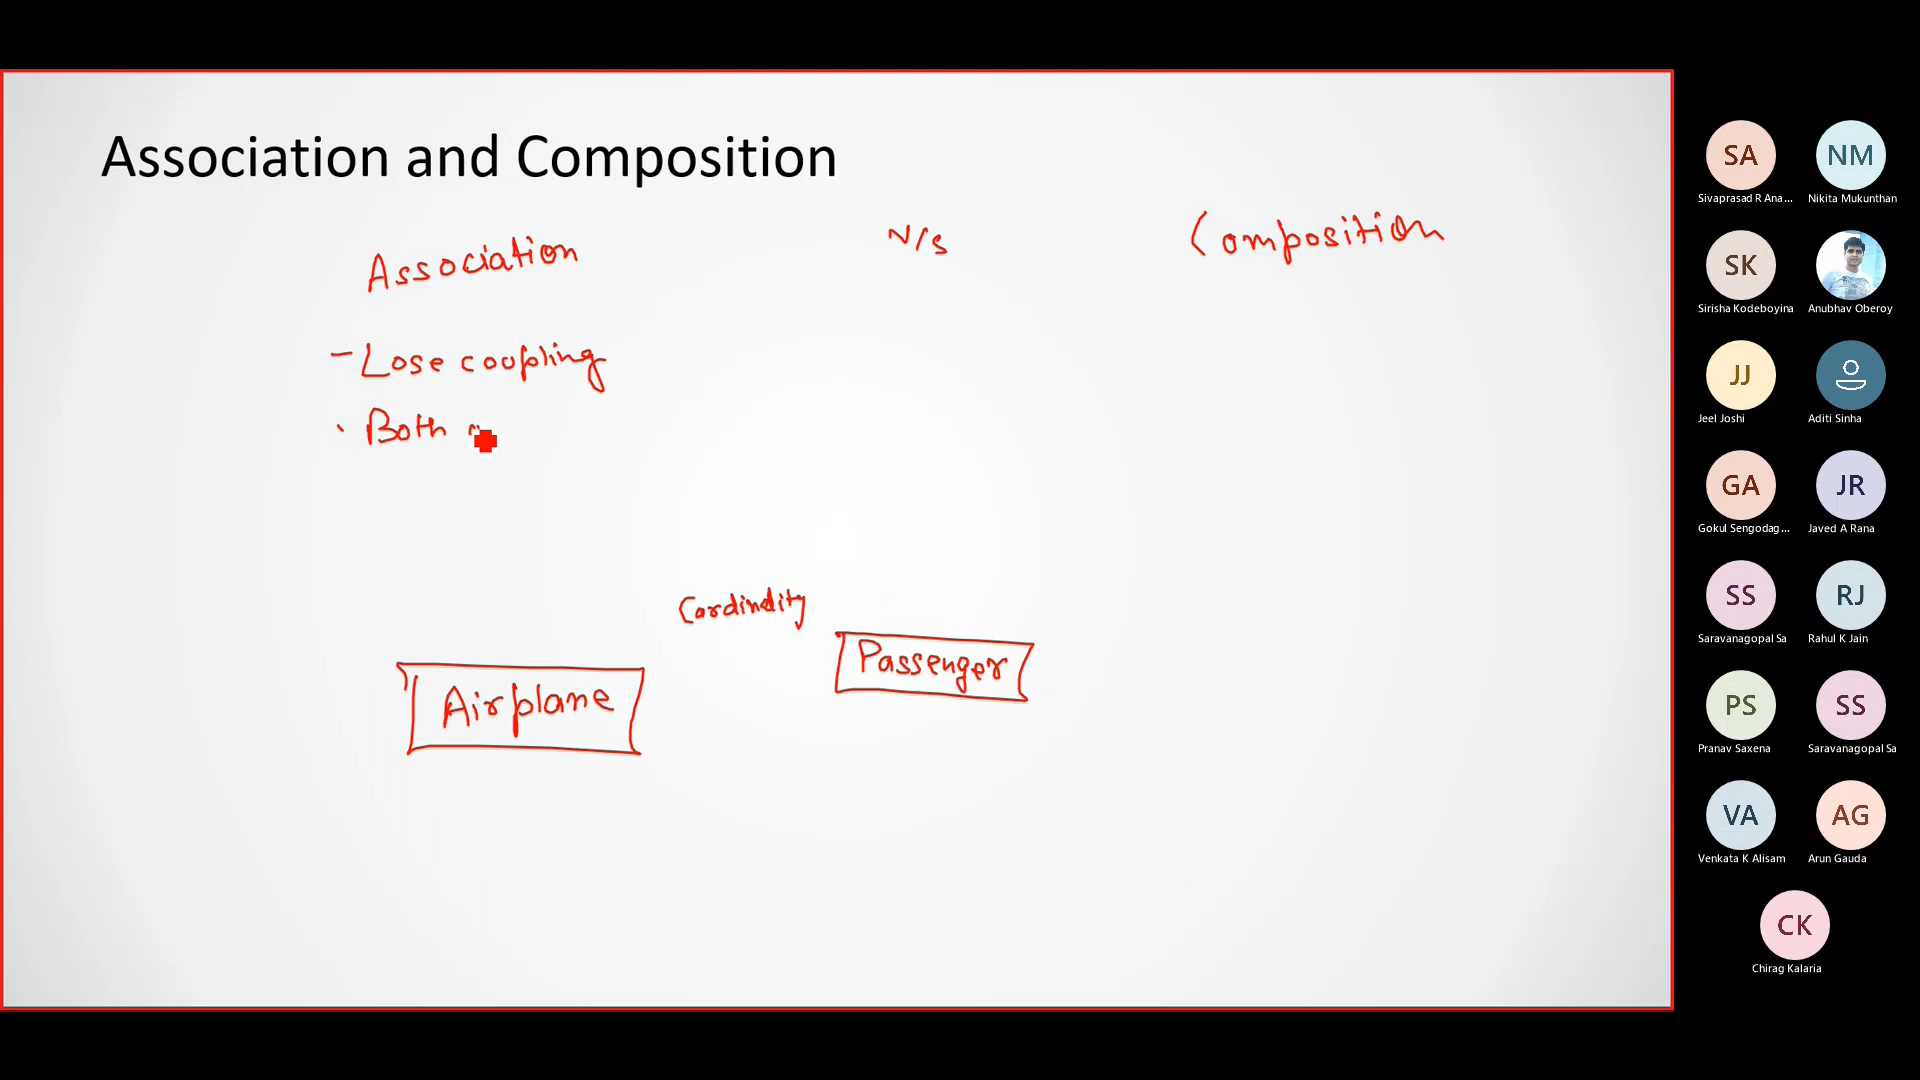 Association and Composition
Association
v/s
Composition
- Lose coupling
· Both
Cordindity
Airplane
Passenger
SA
Sivaprasad R Ana...
NM
Nikita Mukunthan
SK
Sirisha Kodeboyina
Anubhav Oberoy
JJ
Jeel Joshi
Aditi Sinha
GA
Gokul Sengodag...
JR
Javed A Rana
SS
Saravanagopal Sa
RJ
Rahul K Jain
PS
Pranav Saxena
SS
Saravanagopal Sa
VA
Venkata K Alisam
AG
Arun Gauda
CK
Chirag Kalaria